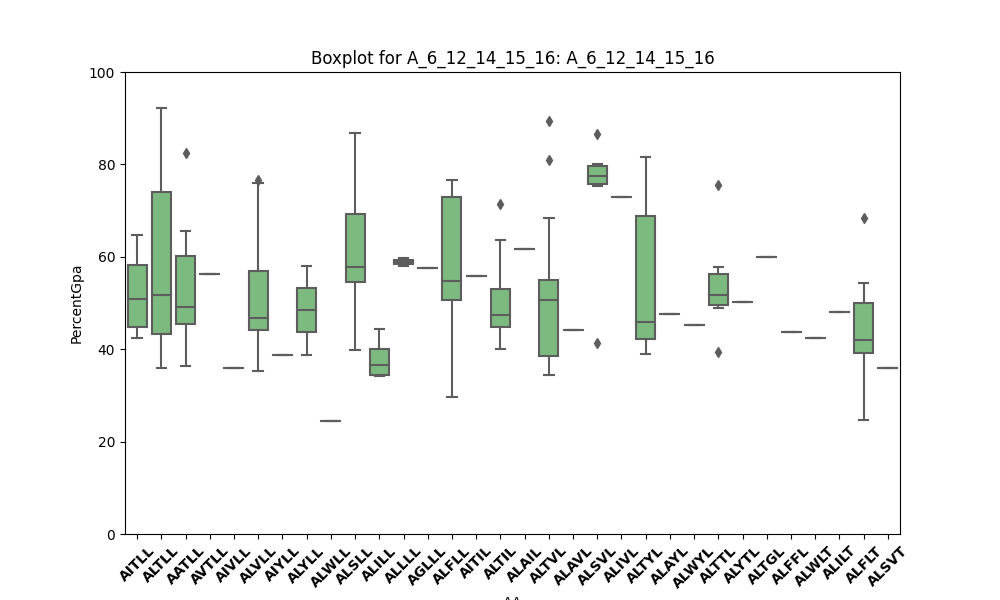 Boxplot for A_6_12_14_15_16: A_6_12_14_15_16
PercentGpa
100
80
60
40
20
0
AITLL
ALTLL
AATLL
AVTLL
AIVLL
ALVLL
AIYLL
ALYLL
ALWLL
ALSLL
ALILL
ALLLL
AGLLL
ALFLL
AITIL
ALTIL
ALAIL
ALTVL
ALAVL
ALSVL
ALIVL
ALTYL
ALAYL
ALWYL
ALTTL
ALYTL
ALTGL
ALFFL
ALWLT
ALILT
ALFLT
ALSVT